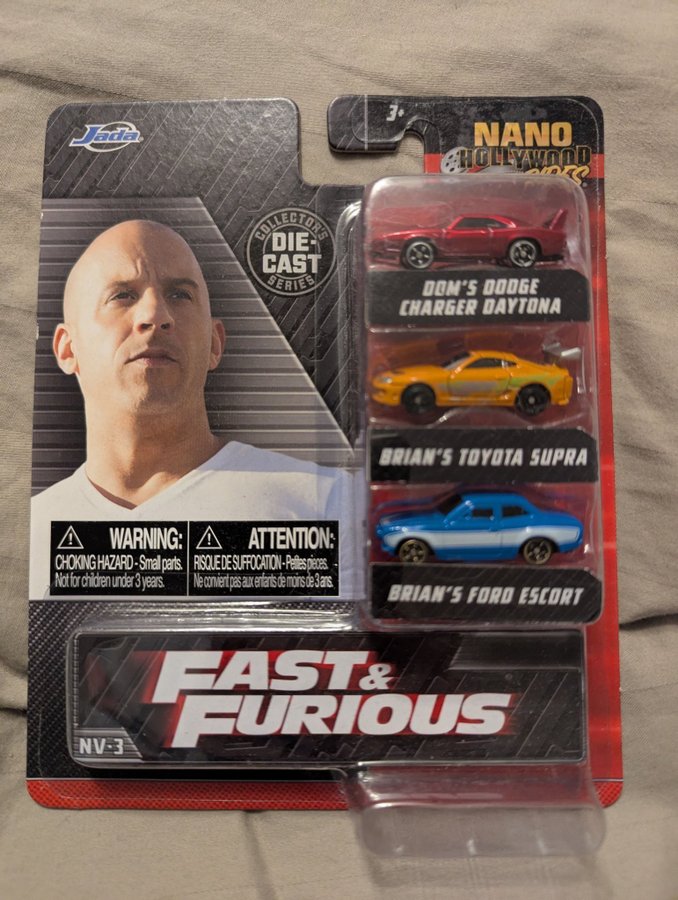 Jada
3+
NANO
HOLLYWOOD
RIDES
COLLECTOR'S
DIE-
CAST
SERIES
DOM'S DODGE
CHARGER DAYTONA
BRIAN'S TOYOTA SUPRA
BRIAN'S FORD ESCORT
WARNING:
CHOKING HAZARD - Small parts.
Not for children under 3 years.
ATTENTION:
RISQUE DE SUFFOCATION - Petites pièces.
Ne convient pas aux enfants de moins de 3 ans.
FAST &
FURIOUS
NV-3